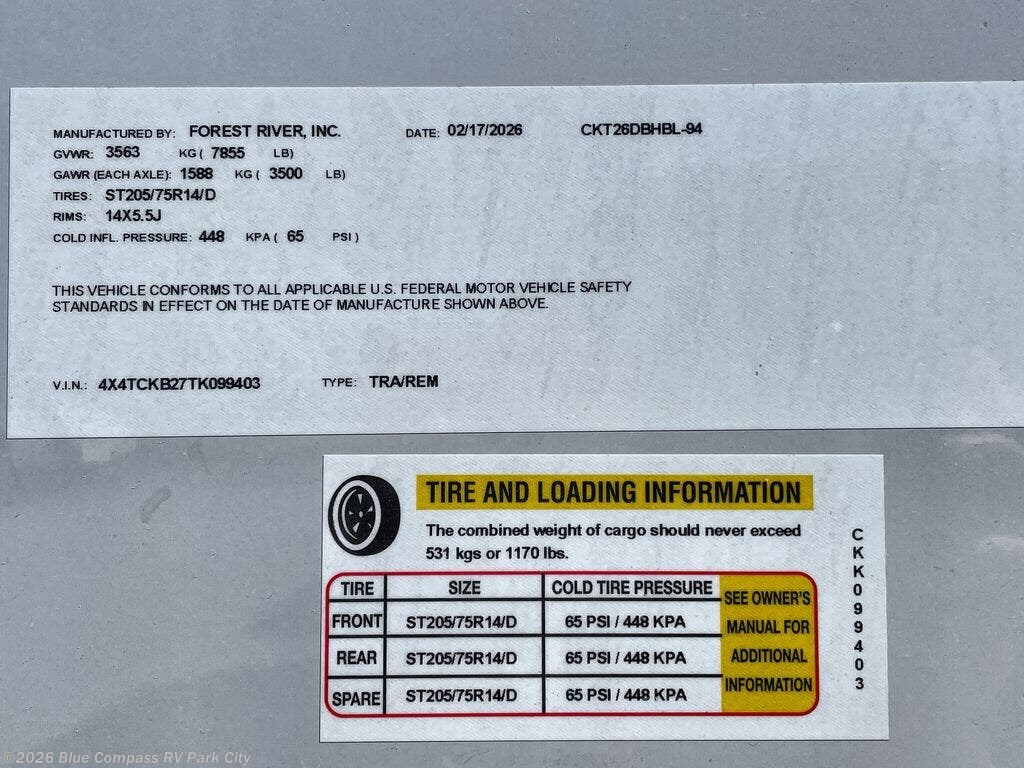 MANUFACTURED BY: FOREST RIVER, INC. DATE: 02/17/2026 CKT26DBHBL-94
GVWR: 3563 KG ( 7855 LB)
GAWR (EACH AXLE): 1588 KG ( 3500 LB)
TIRES: ST205/75R14/D
RIMS: 14X5.5J
COLD INFL. PRESSURE: 448 KPA ( 65 PSI )
THIS VEHICLE CONFORMS TO ALL APPLICABLE U.S. FEDERAL MOTOR VEHICLE SAFETY
STANDARDS IN EFFECT ON THE DATE OF MANUFACTURE SHOWN ABOVE.
V.I.N.: 4X4TCKB27TK099403 TYPE: TRA/REM
TIRE AND LOADING INFORMATION
The combined weight of cargo should never exceed
531 kgs or 1170 lbs.
TIRE SIZE COLD TIRE PRESSURE
FRONT ST205/75R14/D 65 PSI / 448 KPA
REAR ST205/75R14/D 65 PSI / 448 KPA
SPARE ST205/75R14/D 65 PSI / 448 KPA
SEE OWNER'S
MANUAL FOR
ADDITIONAL
INFORMATION
CKK099403
©2026 Blue Compass RV Park City